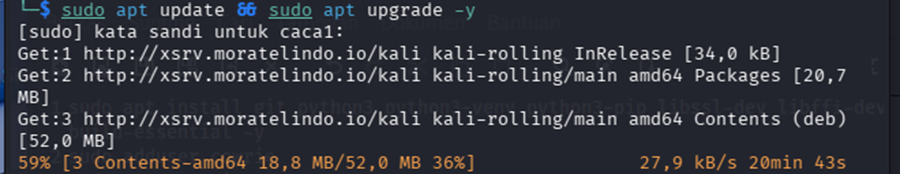 └─$ sudo apt update && sudo apt upgrade -y
[sudo] kata sandi untuk caca1:
Get:1 http://xsrv.moratelindo.io/kali kali-rolling InRelease [34,0 kB]
Get:2 http://xsrv.moratelindo.io/kali kali-rolling/main amd64 Packages [20,7
MB]
Get:3 http://xsrv.moratelindo.io/kali kali-rolling/main amd64 Contents (deb)
[52,0 MB]
59% [3 Contents-amd64 18,8 MB/52,0 MB 36%] 27,9 kB/s 20min 43s